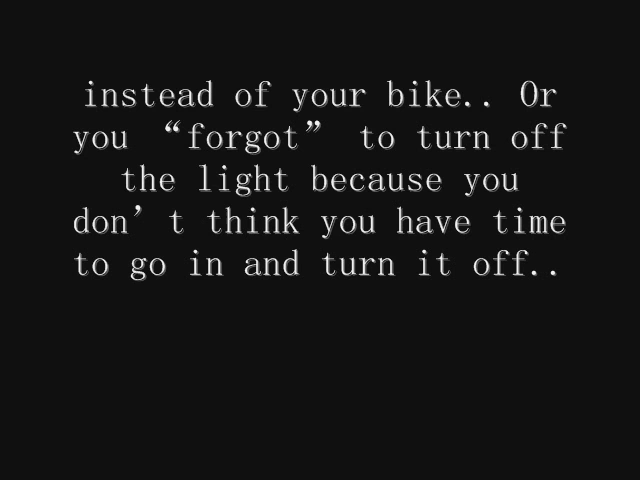 instead of your bike.. Or
you “forgot” to turn off
the light because you
don’t think you have time
to go in and turn it off..